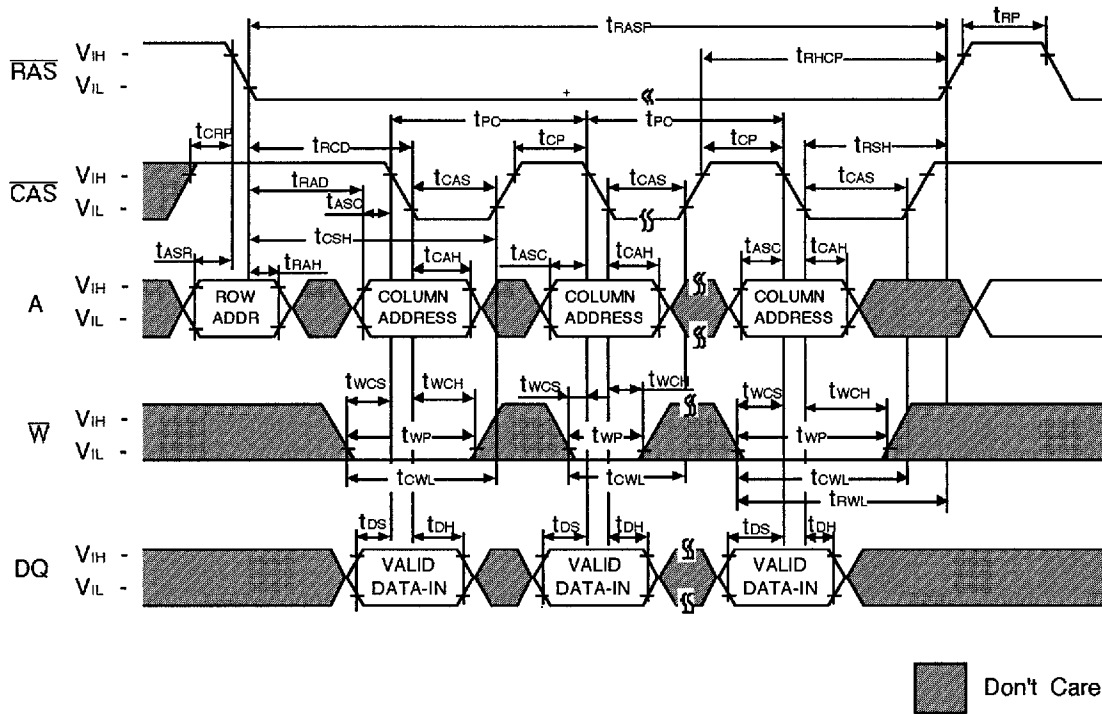 tRASP
tRP
RAS
VIH -
VIL -
tRHCP
tPC
tPC
tCRP
tRCD
tCP
tCP
tRSH
CAS
VIH -
VIL -
tRAD
tCAS
tCAS
tCAS
tASC
tCSH
tASR
tRAH
tCAH
tASC
tCAH
tASC
tCAH
A
VIH -
VIL -
ROW
ADDR
COLUMN
ADDRESS
COLUMN
ADDRESS
COLUMN
ADDRESS
tWCS
tWCH
tWCS
tWCH
tWCS
tWCH
W
VIH -
VIL -
tWP
tWP
tWP
tCWL
tCWL
tCWL
tRWL
tDS
tDH
tDS
tDH
tDS
tDH
DQ
VIH -
VIL -
VALID
DATA-IN
VALID
DATA-IN
VALID
DATA-IN
Don't Care